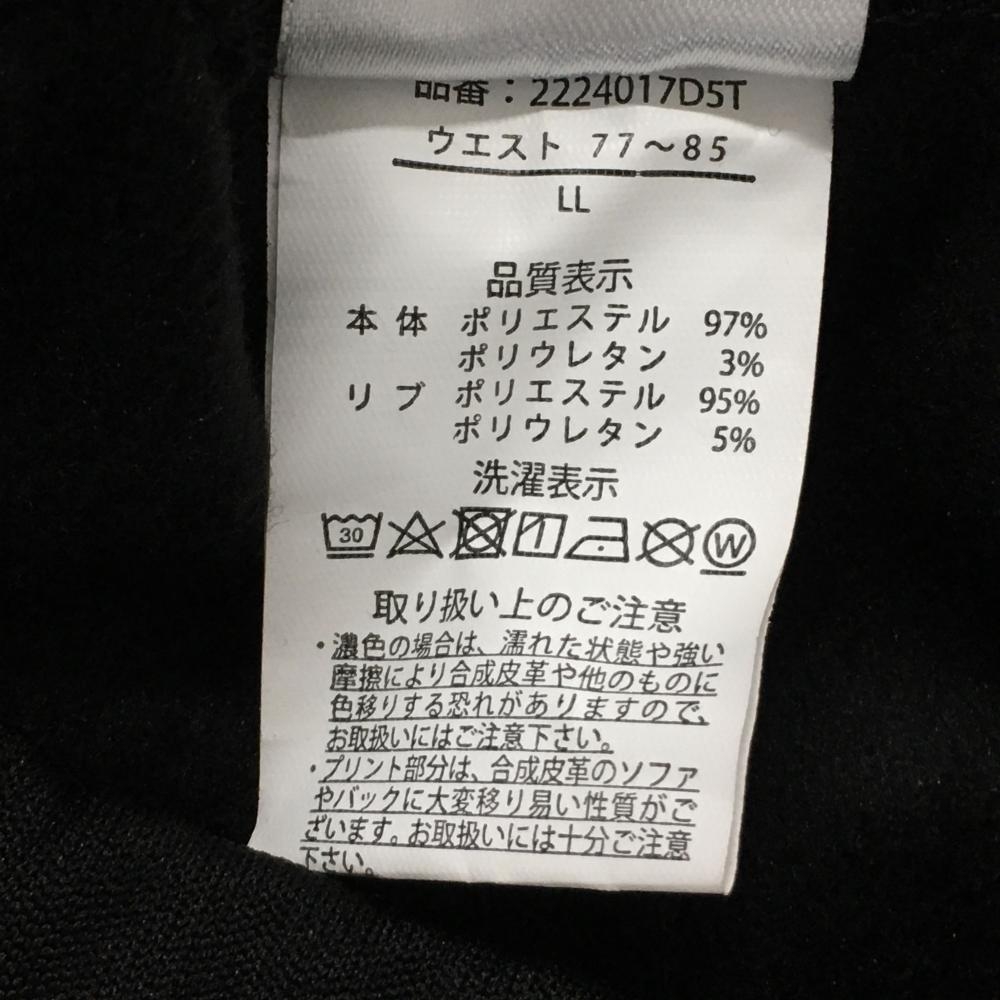 品番：2224017D5T
ウエスト 77〜85
LL
品質表示
本体 ポリエステル 97%
ポリウレタン 3%
リブ ポリエステル 95%
ポリウレタン 5%
洗濯表示
30 W
取り扱い上のご注意
・濃色の場合は、濡れた状態や強い
摩擦により合成皮革や他のものに
色移りする恐れがありますので、
お取扱いにはご注意下さい。
・プリント部分は、合成皮革のソファ
やバックに大変移り易い性質がご
ざいます。お取扱いには十分ご注意
下さい。